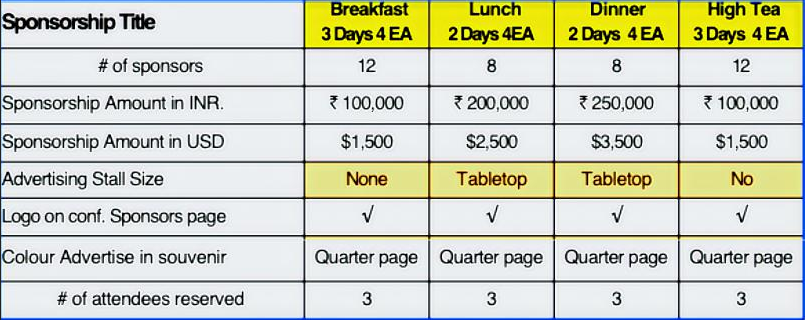 Sponsorship Title Breakfast 3 Days 4 EA Lunch 2 Days 4EA Dinner 2 Days 4 EA High Tea 3 Days 4 EA
# of sponsors 12 8 8 12
Sponsorship Amount in INR. ₹ 100,000 ₹ 200,000 ₹ 250,000 ₹ 100,000
Sponsorship Amount in USD $1,500 $2,500 $3,500 $1,500
Advertising Stall Size None Tabletop Tabletop No
Logo on conf. Sponsors page √ √ √ √
Colour Advertise in souvenir Quarter page Quarter page Quarter page Quarter page
# of attendees reserved 3 3 3 3